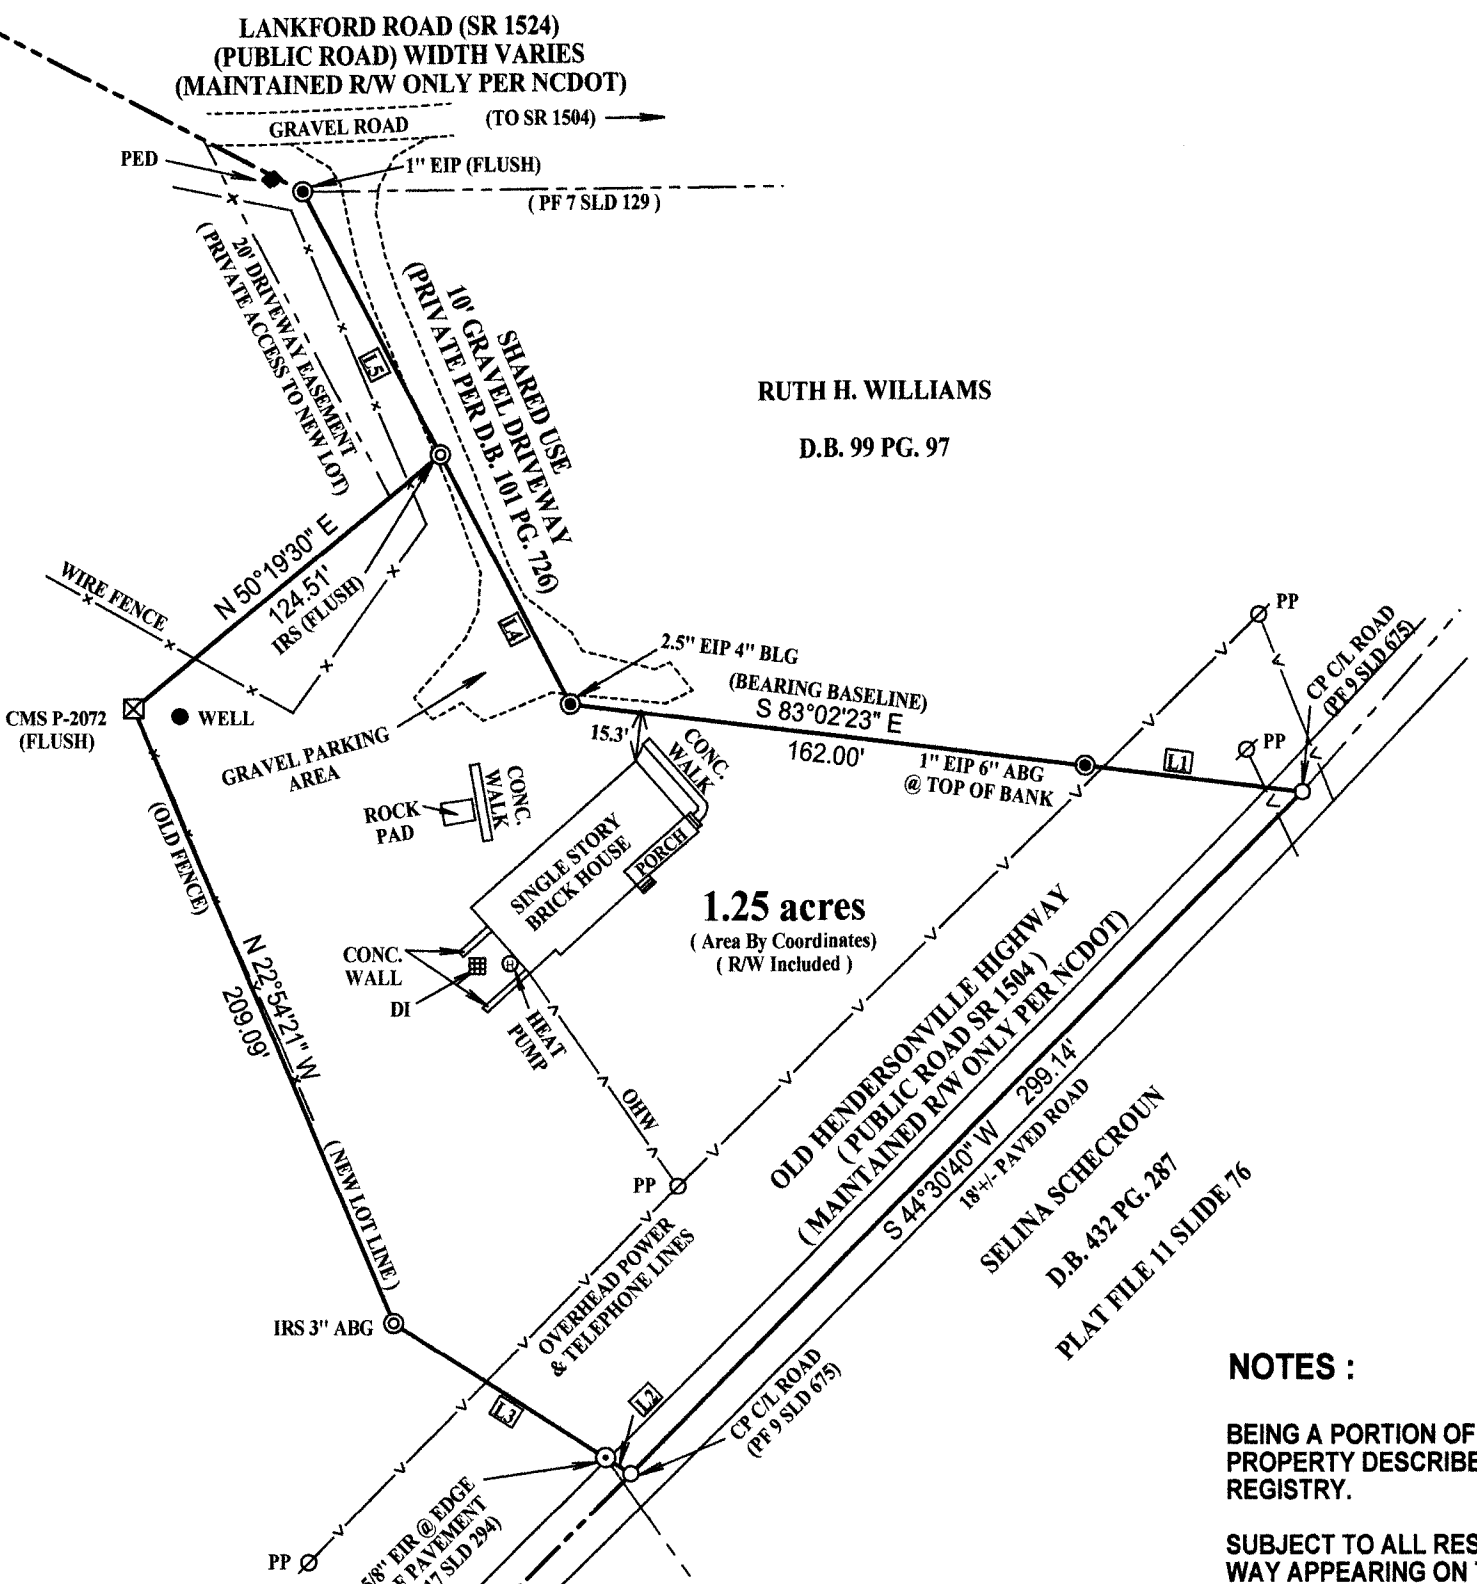 LANKFORD ROAD (SR 1524)
(PUBLIC ROAD) WIDTH VARIES
(MAINTAINED R/W ONLY PER NCDOT)
(TO SR 1504)
GRAVEL ROAD
PED
1" EIP (FLUSH)
( PF 7 SLD 129 )
20' DRIVEWAY EASEMENT
(PRIVATE ACCESS TO NEW LOT)
L5
SHARED USE
10' GRAVEL DRIVEWAY
(PRIVATE PER D.B. 101 PG. 726)
RUTH H. WILLIAMS
D.B. 99 PG. 97
WIRE FENCE
N 50°19'30" E
124.51'
IRS (FLUSH)
L4
2.5" EIP 4" BLG
(BEARING BASELINE)
S 83°02'23" E
162.00'
15.3'
1" EIP 6" ABG
@ TOP OF BANK
L1
PP
PP
CP C/L ROAD
(PF 9 SLD 675)
CMS P-2072
(FLUSH)
WELL
GRAVEL PARKING
AREA
CONC.
WALK
CONC.
WALK
ROCK
PAD
(OLD FENCE)
SINGLE STORY
BRICK HOUSE
PORCH
1.25 acres
( Area By Coordinates)
( R/W Included )
CONC.
WALL
DI
H
HEAT
PUMP
N 22°54'21" W
209.09'
OHW
OLD HENDERSONVILLE HIGHWAY
( PUBLIC ROAD SR 1504 )
( MAINTAINED R/W ONLY PER NCDOT)
S 44°30'40" W 299.14'
18'+/- PAVED ROAD
SELINA SCHECROUN
D.B. 432 PG. 287
PLAT FILE 11 SLIDE 76
(NEW LOT LINE)
PP
OVERHEAD POWER
& TELEPHONE LINES
IRS 3" ABG
L3
L2
CP C/L ROAD
(PF 9 SLD 675)
PP
5/8" EIR @ EDGE
PAVEMENT
SLD 294)
NOTES :
BEING A PORTION OF
PROPERTY DESCRIBE
REGISTRY.
SUBJECT TO ALL RES
WAY APPEARING ON